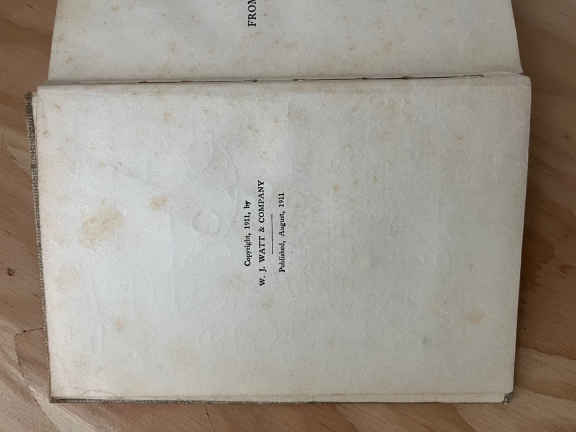 FROM
Copyright, 1911, by
W. J. WATT & COMPANY
Published, August, 1911